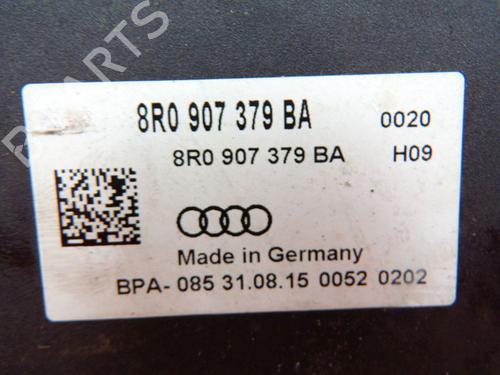 8R0 907 379 BA 0020
8R0 907 379 BA H09
Made in Germany
BPA- 085 31.08.15 0052 0202
PARTS